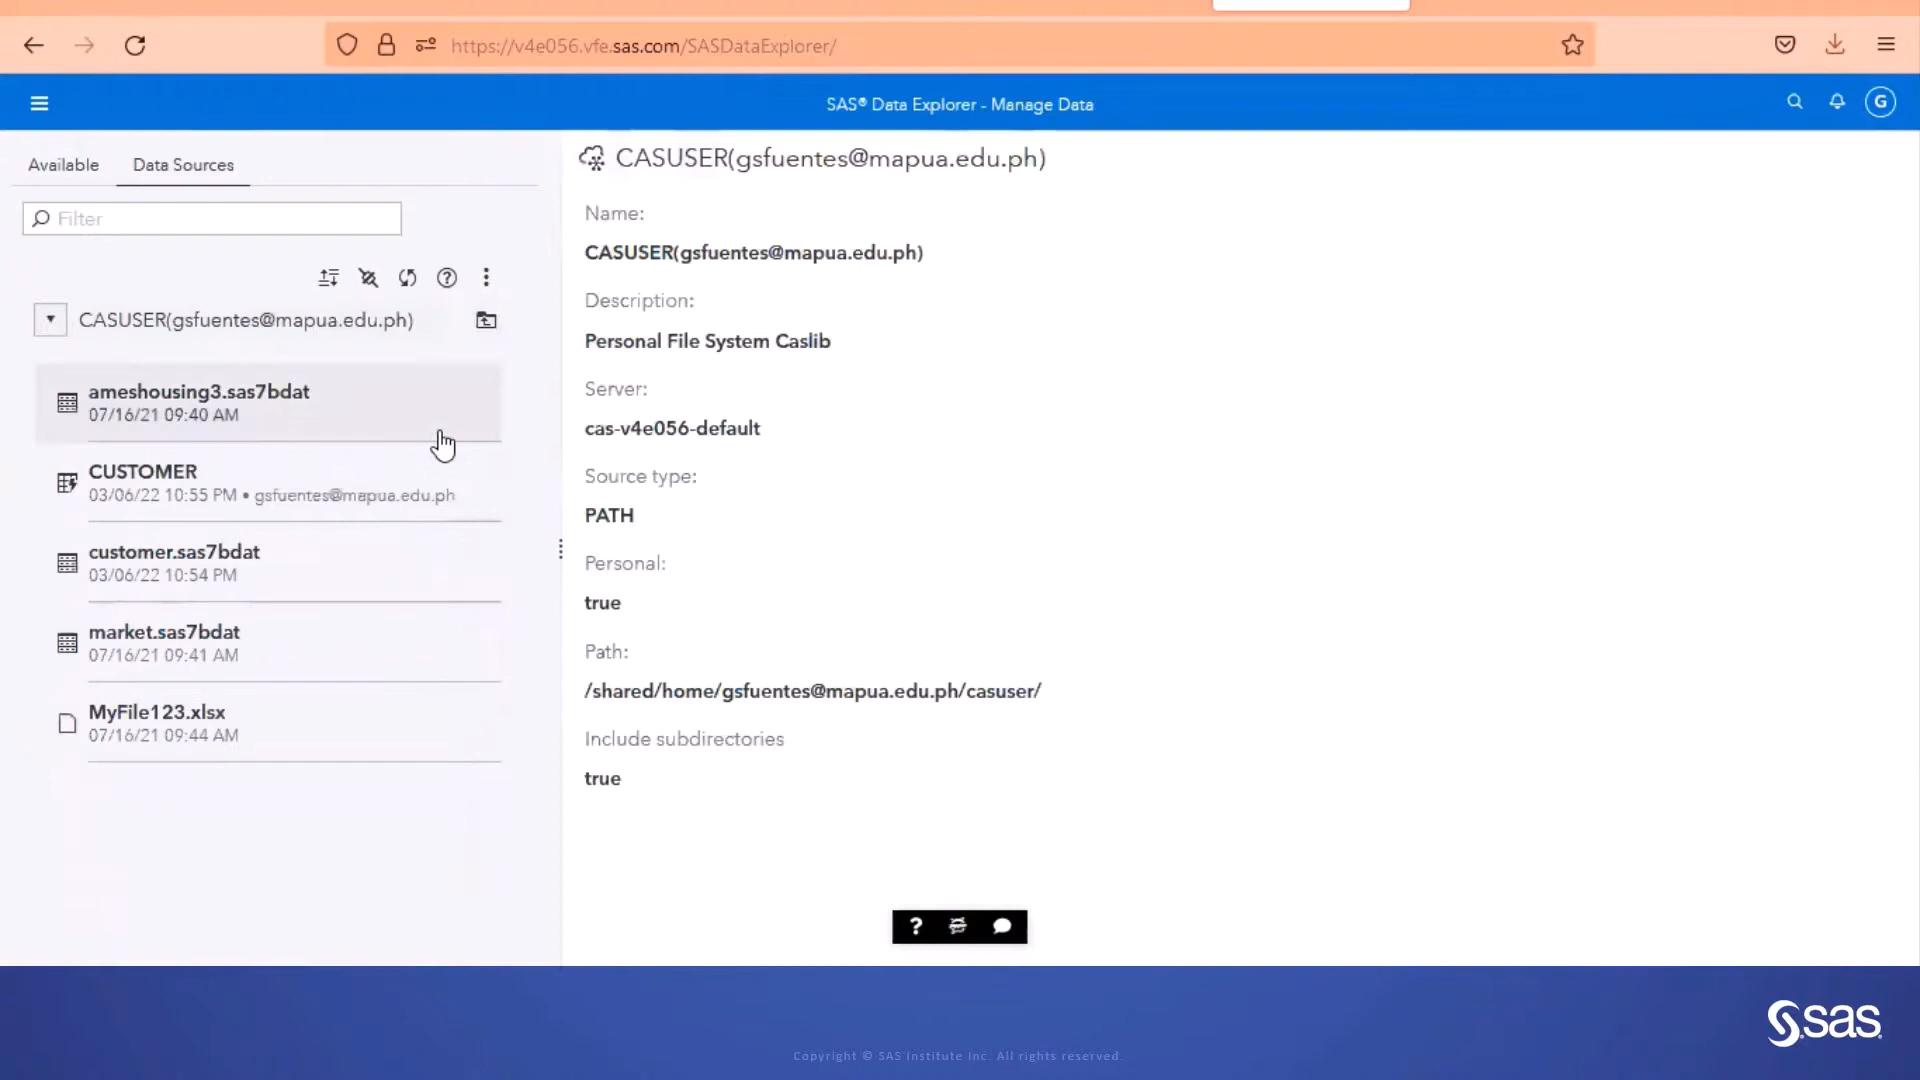 https://v4e056.vfe.sas.com/SASDataExplorer/
SAS® Data Explorer - Manage Data
G
Available
Data Sources
Filter
CASUSER(gsfuentes@mapua.edu.ph)
ameshousing3.sas7bdat
07/16/21 09:40 AM
CUSTOMER
03/06/22 10:55 PM • gsfuentes@mapua.edu.ph
customer.sas7bdat
03/06/22 10:54 PM
market.sas7bdat
07/16/21 09:41 AM
MyFile123.xlsx
07/16/21 09:44 AM
CASUSER(gsfuentes@mapua.edu.ph)
Name:
CASUSER(gsfuentes@mapua.edu.ph)
Description:
Personal File System Caslib
Server:
cas-v4e056-default
Source type:
PATH
Personal:
true
Path:
/shared/home/gsfuentes@mapua.edu.ph/casuser/
Include subdirectories
true
sas
Copyright © SAS Institute Inc. All rights reserved.